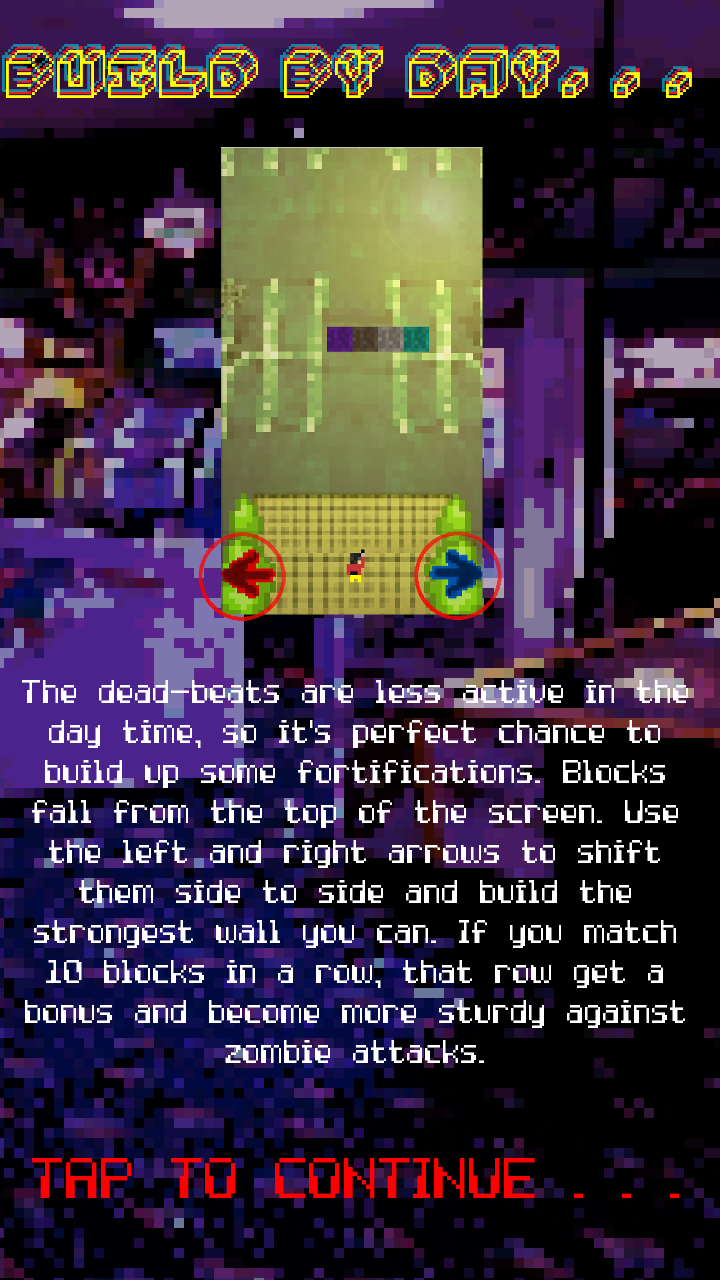 BUILD BY DAY...
The dead-beats are less active in the
day time, so it's perfect chance to
build up some fortifications. Blocks
fall from the top of the screen. Use
the left and right arrows to shift
them side to side and build the
strongest wall you can. If you match
10 blocks in a row, that row get a
bonus and become more sturdy against
zombie attacks.
TAP TO CONTINUE . . .